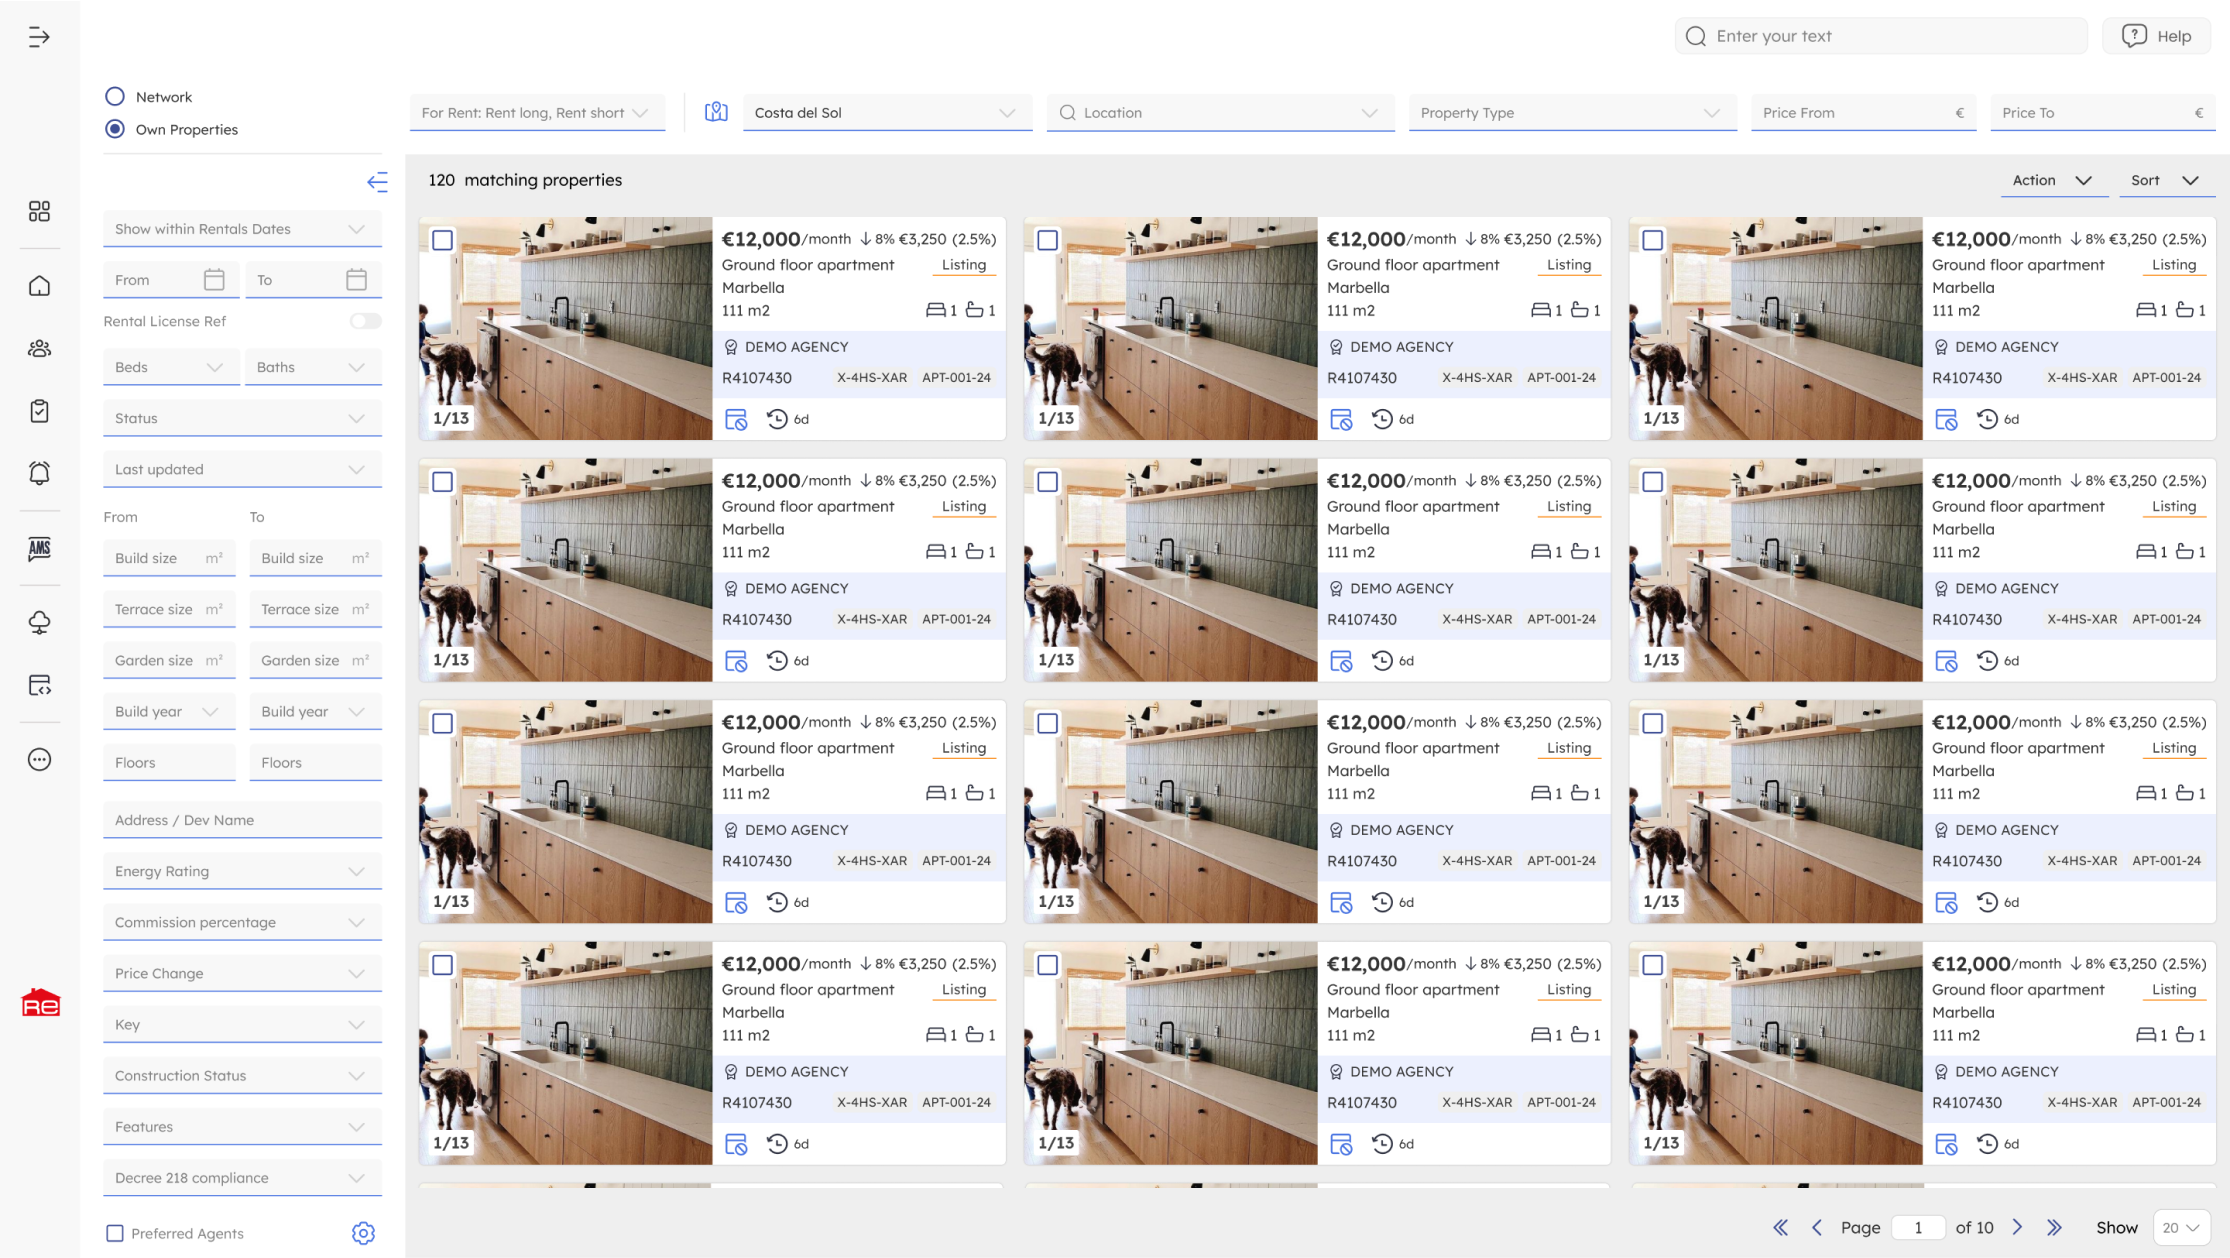 Enter your text
Help
Network
Own Properties
For Rent: Rent long, Rent short
Costa del Sol
Location
Property Type
Price From €
Price To €
120 matching properties
Action
Sort
Show within Rentals Dates
From
To
Rental License Ref
Beds
Baths
Status
Last updated
From
To
Build size m²
Build size m²
Terrace size m²
Terrace size m²
Garden size m²
Garden size m²
Build year
Build year
Floors
Floors
Address / Dev Name
Energy Rating
Commission percentage
Price Change
Key
Construction Status
Features
Decree 218 compliance
Preferred Agents
AMS
RE
€12,000/month ↓ 8% €3,250 (2.5%)
Ground floor apartment
Listing
Marbella
111 m2
1 1
DEMO AGENCY
R4107430 X-4HS-XAR APT-001-24
1/13
6d
€12,000/month ↓ 8% €3,250 (2.5%)
Ground floor apartment
Listing
Marbella
111 m2
1 1
DEMO AGENCY
R4107430 X-4HS-XAR APT-001-24
1/13
6d
€12,000/month ↓ 8% €3,250 (2.5%)
Ground floor apartment
Listing
Marbella
111 m2
1 1
DEMO AGENCY
R4107430 X-4HS-XAR APT-001-24
1/13
6d
€12,000/month ↓ 8% €3,250 (2.5%)
Ground floor apartment
Listing
Marbella
111 m2
1 1
DEMO AGENCY
R4107430 X-4HS-XAR APT-001-24
1/13
6d
€12,000/month ↓ 8% €3,250 (2.5%)
Ground floor apartment
Listing
Marbella
111 m2
1 1
DEMO AGENCY
R4107430 X-4HS-XAR APT-001-24
1/13
6d
€12,000/month ↓ 8% €3,250 (2.5%)
Ground floor apartment
Listing
Marbella
111 m2
1 1
DEMO AGENCY
R4107430 X-4HS-XAR APT-001-24
1/13
6d
€12,000/month ↓ 8% €3,250 (2.5%)
Ground floor apartment
Listing
Marbella
111 m2
1 1
DEMO AGENCY
R4107430 X-4HS-XAR APT-001-24
1/13
6d
€12,000/month ↓ 8% €3,250 (2.5%)
Ground floor apartment
Listing
Marbella
111 m2
1 1
DEMO AGENCY
R4107430 X-4HS-XAR APT-001-24
1/13
6d
€12,000/month ↓ 8% €3,250 (2.5%)
Ground floor apartment
Listing
Marbella
111 m2
1 1
DEMO AGENCY
R4107430 X-4HS-XAR APT-001-24
1/13
6d
€12,000/month ↓ 8% €3,250 (2.5%)
Ground floor apartment
Listing
Marbella
111 m2
1 1
DEMO AGENCY
R4107430 X-4HS-XAR APT-001-24
1/13
6d
€12,000/month ↓ 8% €3,250 (2.5%)
Ground floor apartment
Listing
Marbella
111 m2
1 1
DEMO AGENCY
R4107430 X-4HS-XAR APT-001-24
1/13
6d
€12,000/month ↓ 8% €3,250 (2.5%)
Ground floor apartment
Listing
Marbella
111 m2
1 1
DEMO AGENCY
R4107430 X-4HS-XAR APT-001-24
1/13
6d
Page 1 of 10
Show 20